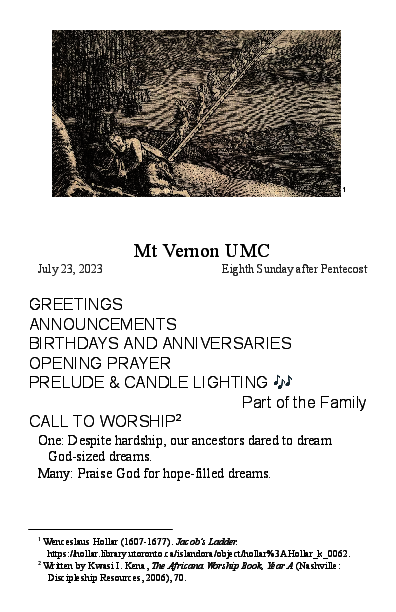 1
Mt Vernon UMC
July 23, 2023 Eighth Sunday after Pentecost
GREETINGS
ANNOUNCEMENTS
BIRTHDAYS AND ANNIVERSARIES
OPENING PRAYER
PRELUDE & CANDLE LIGHTING 🎶
Part of the Family
CALL TO WORSHIP²
One: Despite hardship, our ancestors dared to dream
God-sized dreams.
Many: Praise God for hope-filled dreams.
¹ Wenceslaus Hollar (1607-1677). Jacob's Ladder.
https://hollar.library.utoronto.ca/islandora/object/hollar%3AHollar_k_0062.
² Written by Kwasi I. Kena, The Africana Worship Book, Year A (Nashville:
Discipleship Resources, 2006), 70.